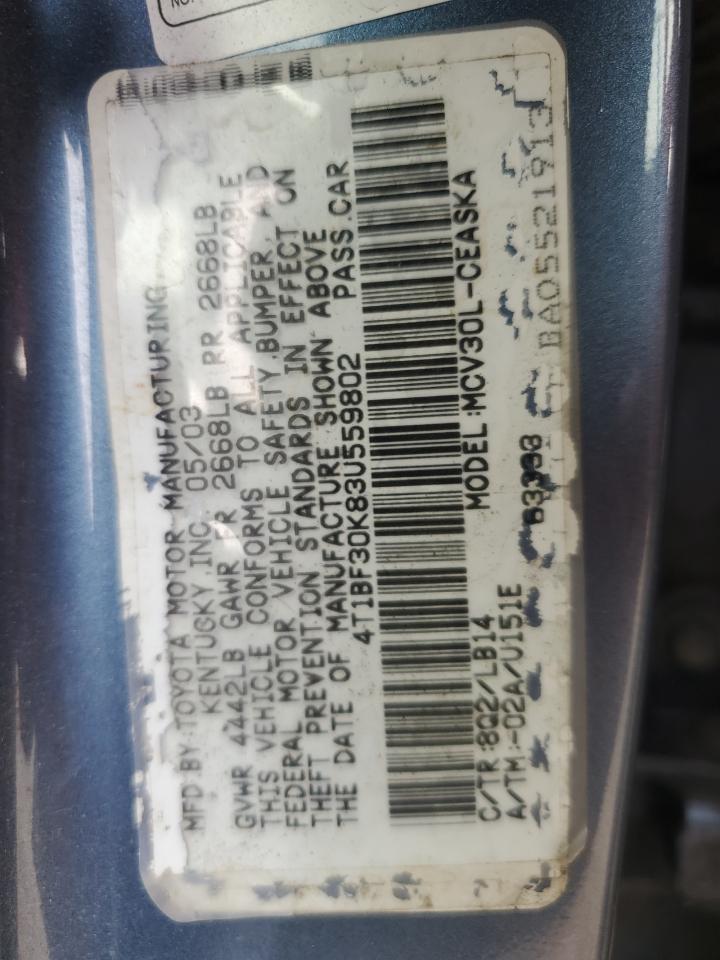 MFD.BY:TOYOTA MOTOR MANUFACTURING
KENTUCKY INC. 05/03
GVWR 4442LB GAWR FR 2668LB RR 2668LB
THIS VEHICLE CONFORMS TO ALL APPLICABLE
FEDERAL MOTOR VEHICLE SAFETY,BUMPER, AND
THEFT PREVENTION STANDARDS IN EFFECT ON
THE DATE OF MANUFACTURE SHOWN ABOVE
4T1BF30K83U559802 PASS.CAR
MODEL:MCV30L-CEASKA
C/TR:8Q2/LB14
A/TM:-02A/U151E
BA05521913